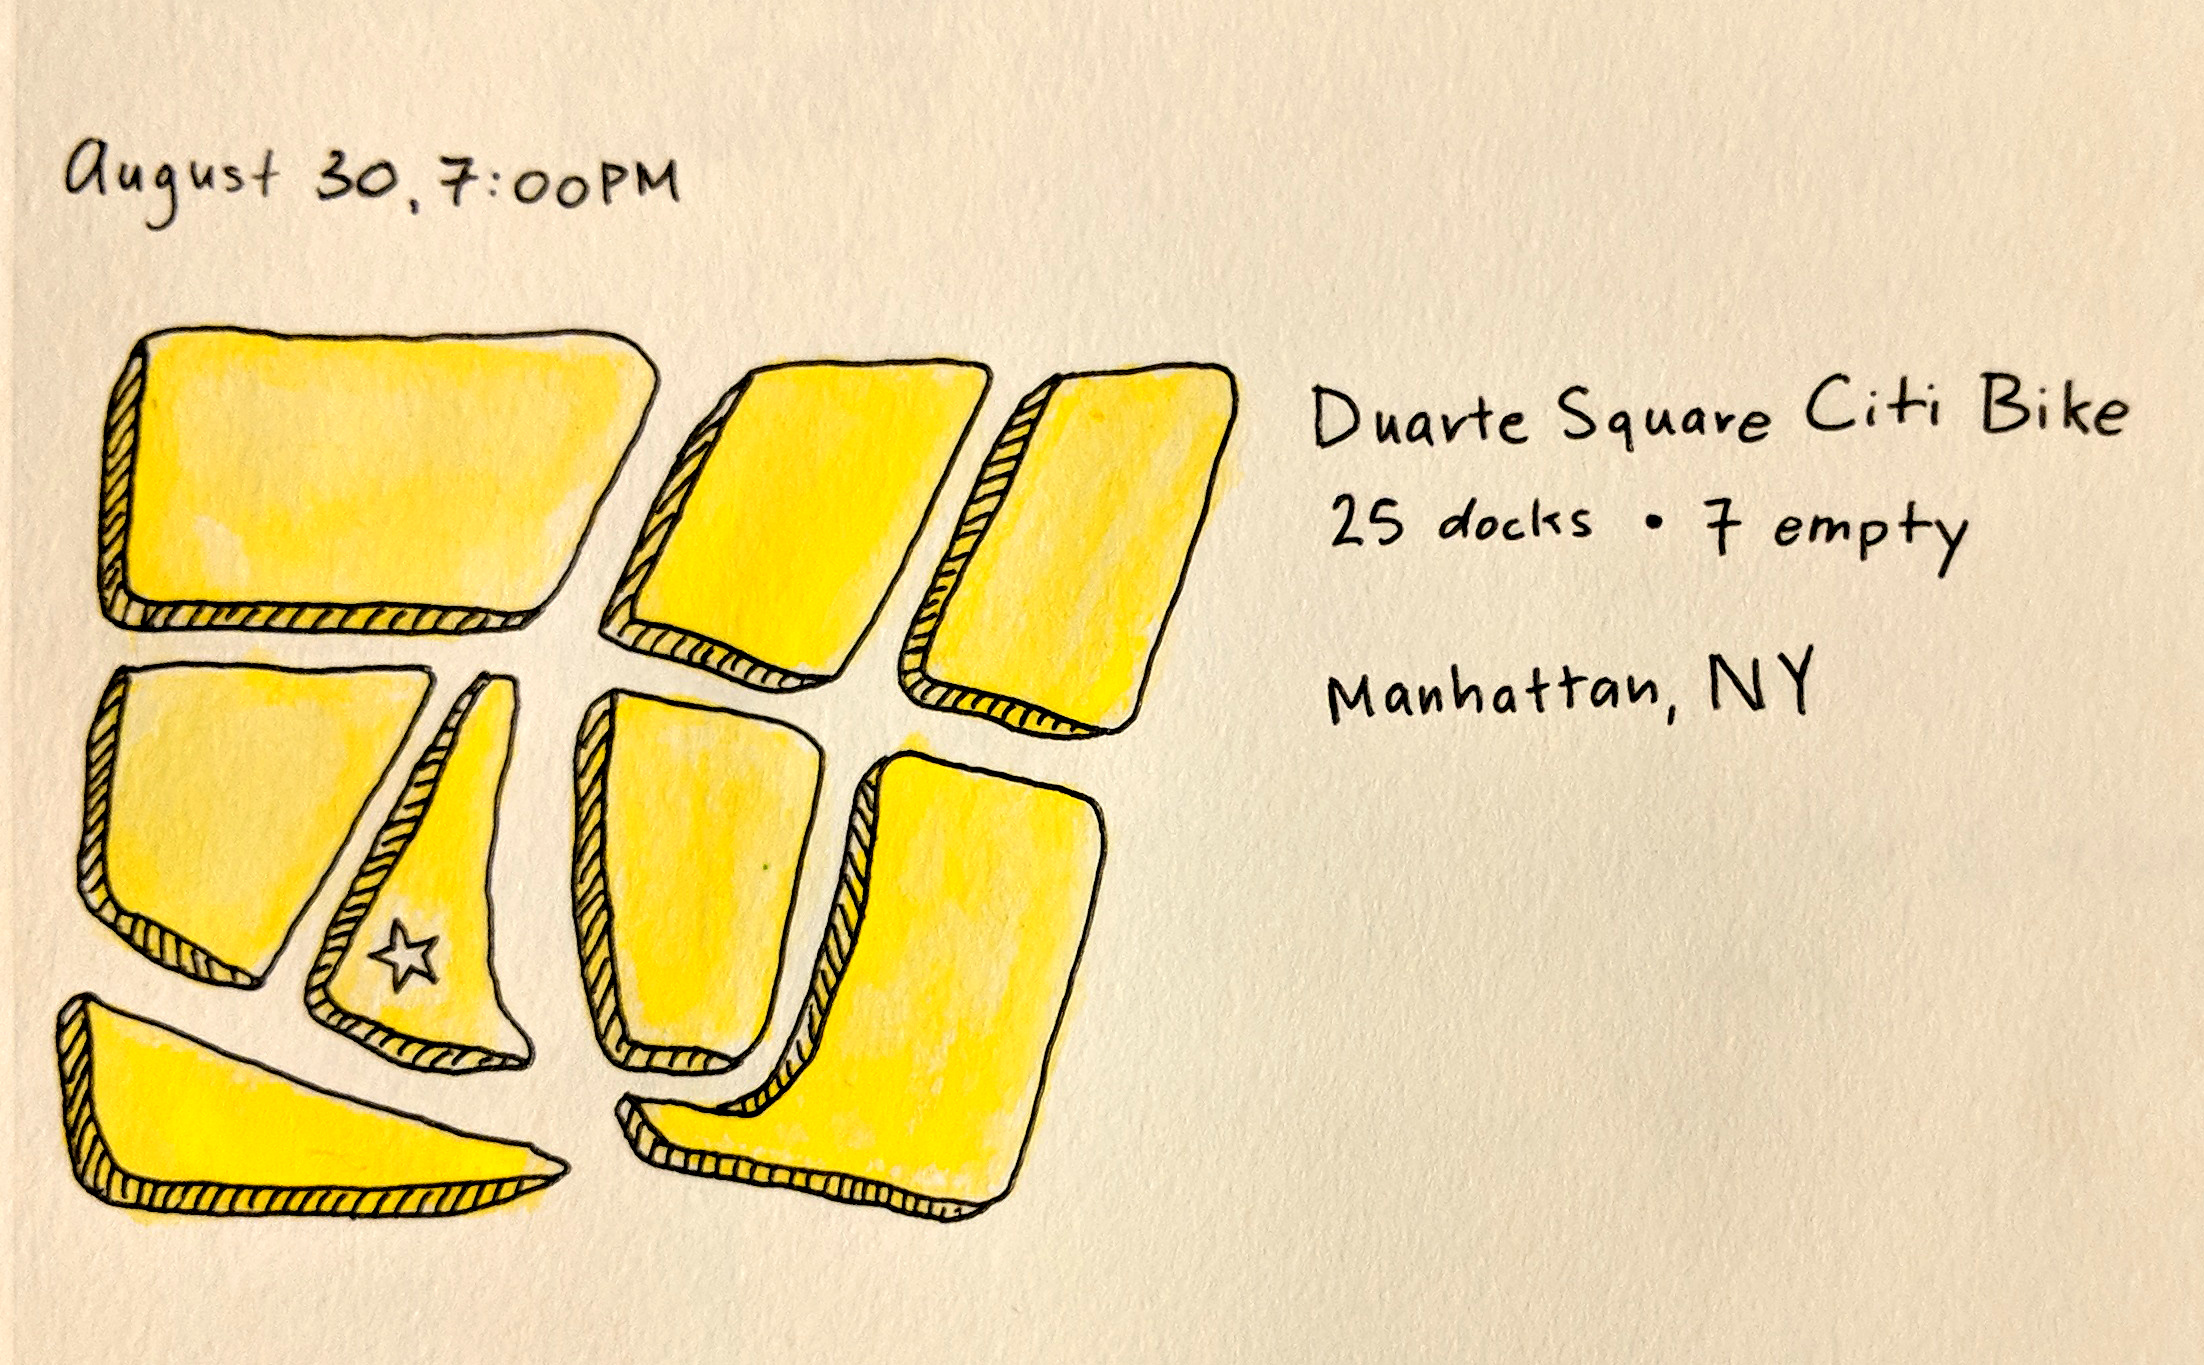 August 30, 7:00PM
Duarte Square Citi Bike
25 docks • 7 empty
Manhattan, NY